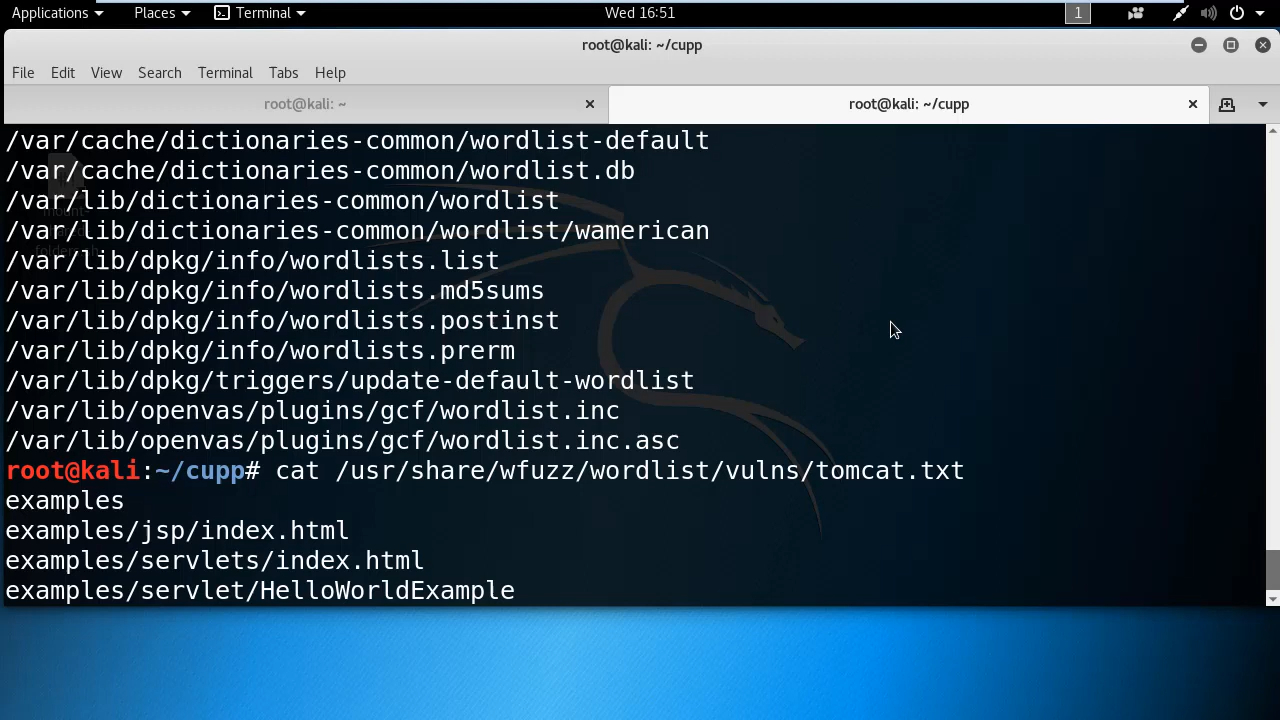 Applications Places Terminal Wed 16:51 1
root@kali: ~/cupp
File Edit View Search Terminal Tabs Help
root@kali: ~ root@kali: ~/cupp
/var/cache/dictionaries-common/wordlist-default
/var/cache/dictionaries-common/wordlist.db
/var/lib/dictionaries-common/wordlist
/var/lib/dictionaries-common/wordlist/wamerican
/var/lib/dpkg/info/wordlists.list
/var/lib/dpkg/info/wordlists.md5sums
/var/lib/dpkg/info/wordlists.postinst
/var/lib/dpkg/info/wordlists.prerm
/var/lib/dpkg/triggers/update-default-wordlist
/var/lib/openvas/plugins/gcf/wordlist.inc
/var/lib/openvas/plugins/gcf/wordlist.inc.asc
root@kali:~/cupp# cat /usr/share/wfuzz/wordlist/vulns/tomcat.txt
examples
examples/jsp/index.html
examples/servlets/index.html
examples/servlet/HelloWorldExample